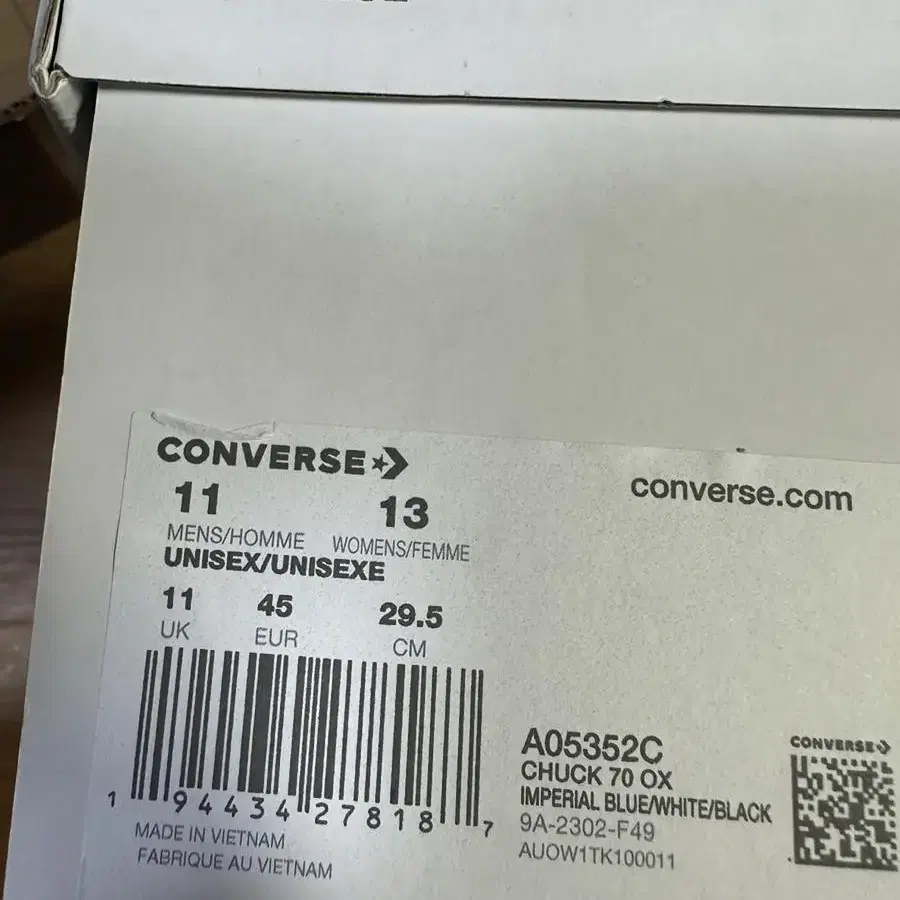 CONVERSE
converse.com
11 13
MENS/HOMME WOMENS/FEMME
UNISEX/UNISEXE
11 45 29.5
UK EUR CM
1 94434 27818 7
MADE IN VIETNAM
FABRIQUE AU VIETNAM
A05352C
CHUCK 70 OX
IMPERIAL BLUE/WHITE/BLACK
9A-2302-F49
AUOW1TK100011
CONVERSE